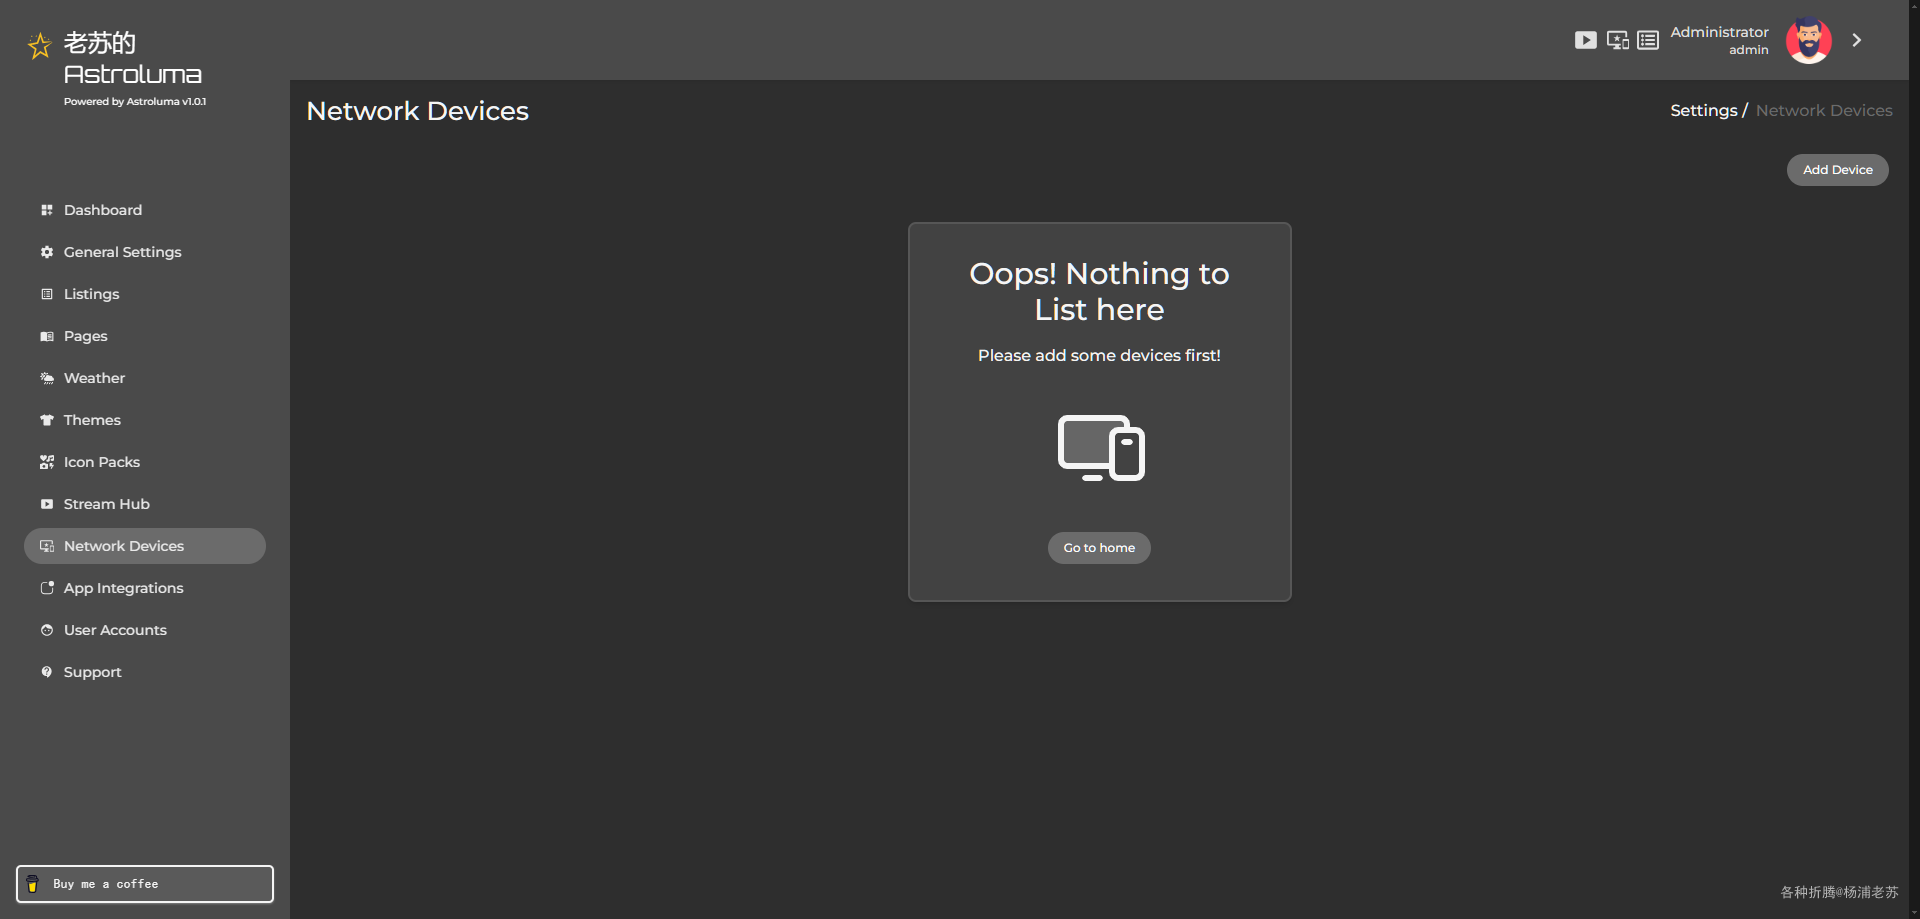 老苏的
Astroluma
Powered by Astroluma v1.0.1
Administrator
admin
Network Devices
Settings / Network Devices
Add Device
Dashboard
General Settings
Listings
Pages
Weather
Themes
Icon Packs
Stream Hub
Network Devices
App Integrations
User Accounts
Support
Oops! Nothing to
List here
Please add some devices first!
Go to home
Buy me a coffee
各种折腾@杨浦老苏